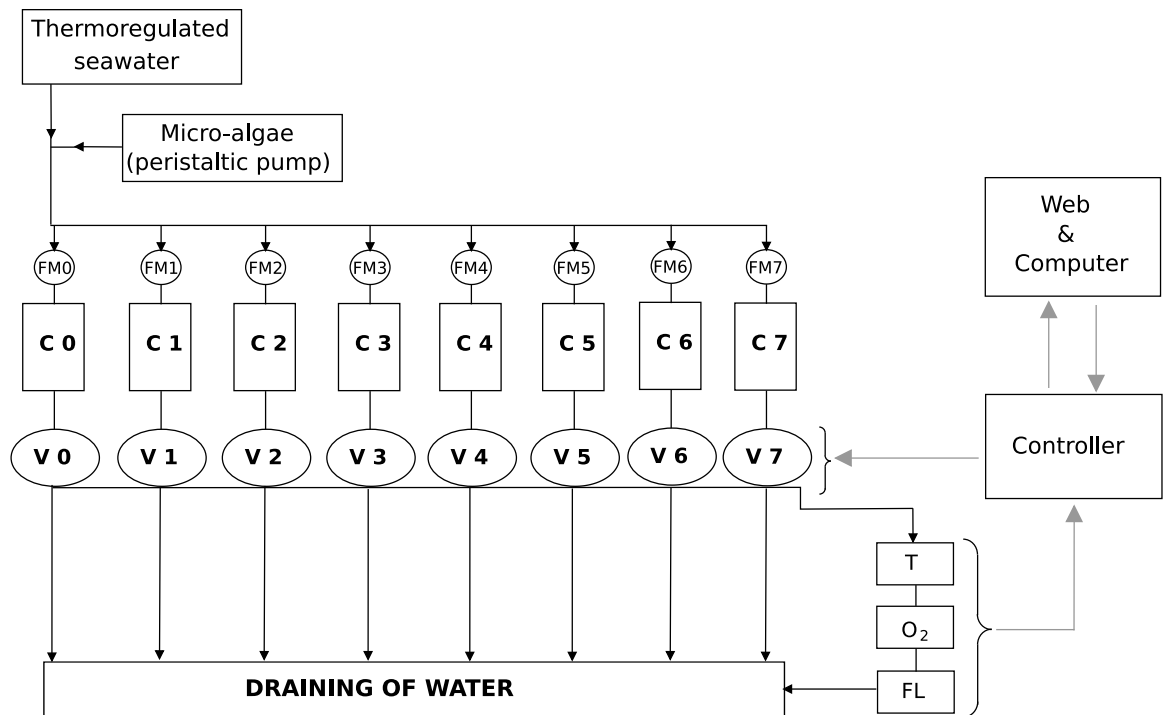 Thermoregulated
seawater
Micro-algae
(peristaltic pump)
FM0 FM1 FM2 FM3 FM4 FM5 FM6 FM7
C 0 C 1 C 2 C 3 C 4 C 5 C 6 C 7
V 0 V 1 V 2 V 3 V 4 V 5 V 6 V 7
Web
&
Computer
Controller
T
O₂
FL
DRAINING OF WATER